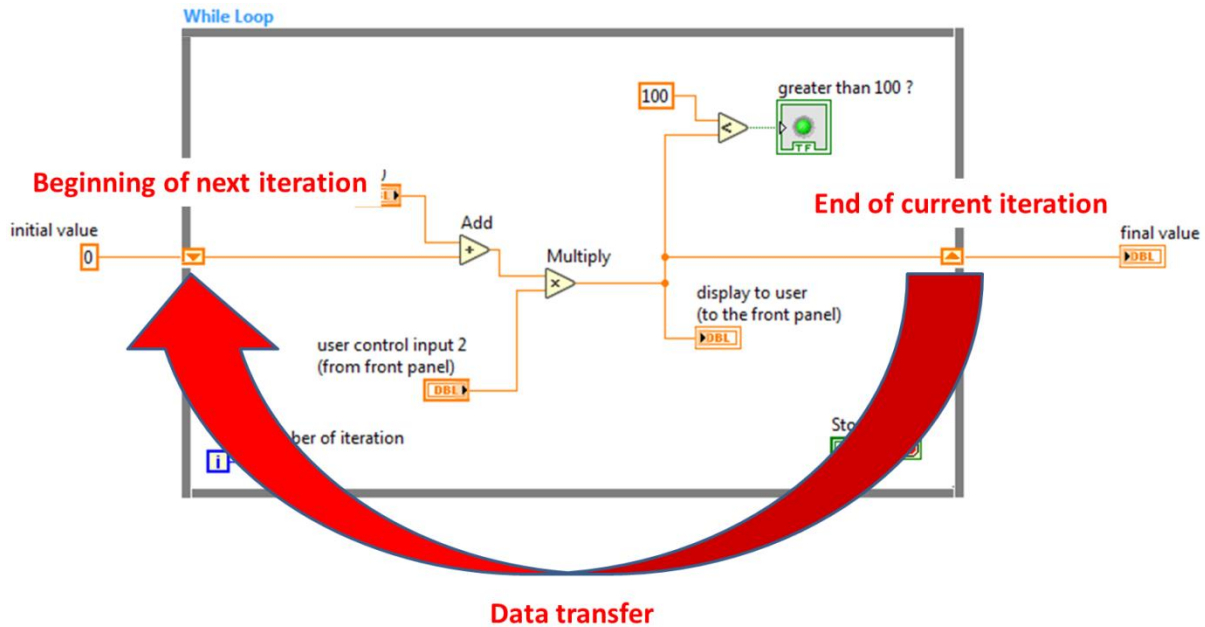 While Loop
greater than 100 ?
100
<
TF
Beginning of next iteration
End of current iteration
initial value
0
Add
+
Multiply
x
final value
DBL
display to user
(to the front panel)
DBL
user control input 2
(from front panel)
DBL
of iteration
i
Data transfer